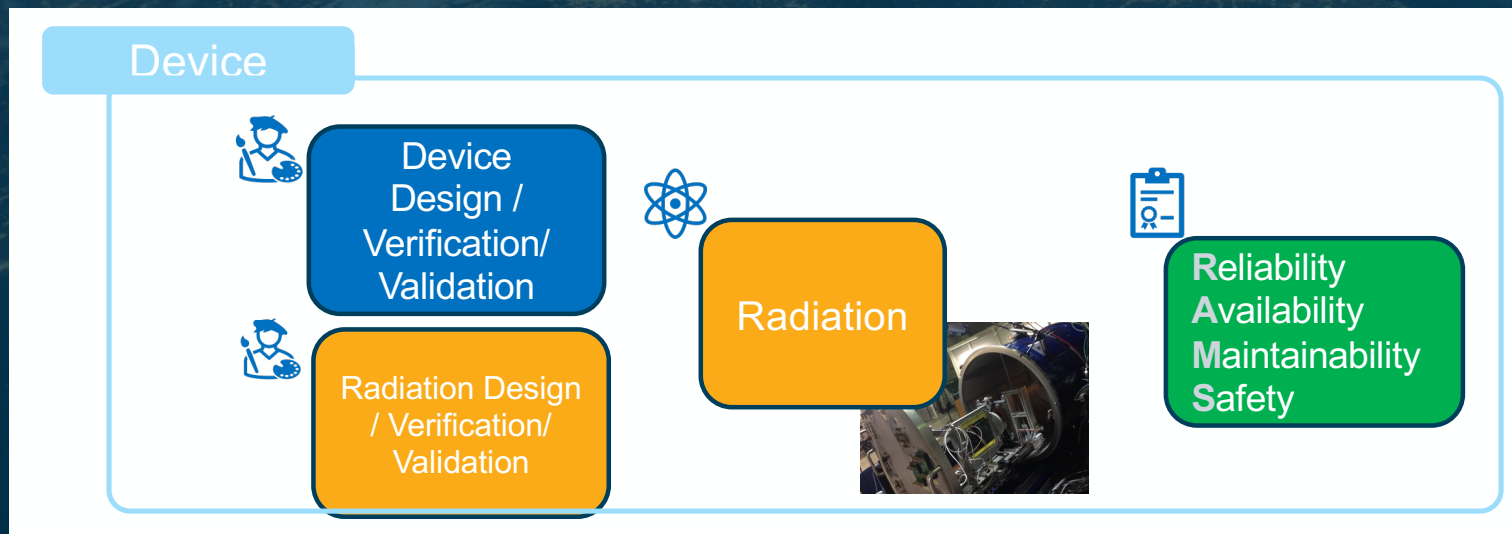 Device
Device
Design /
Verification/
Validation
Radiation Design
/ Verification/
Validation
Radiation
Reliability
Availability
Maintainability
Safety